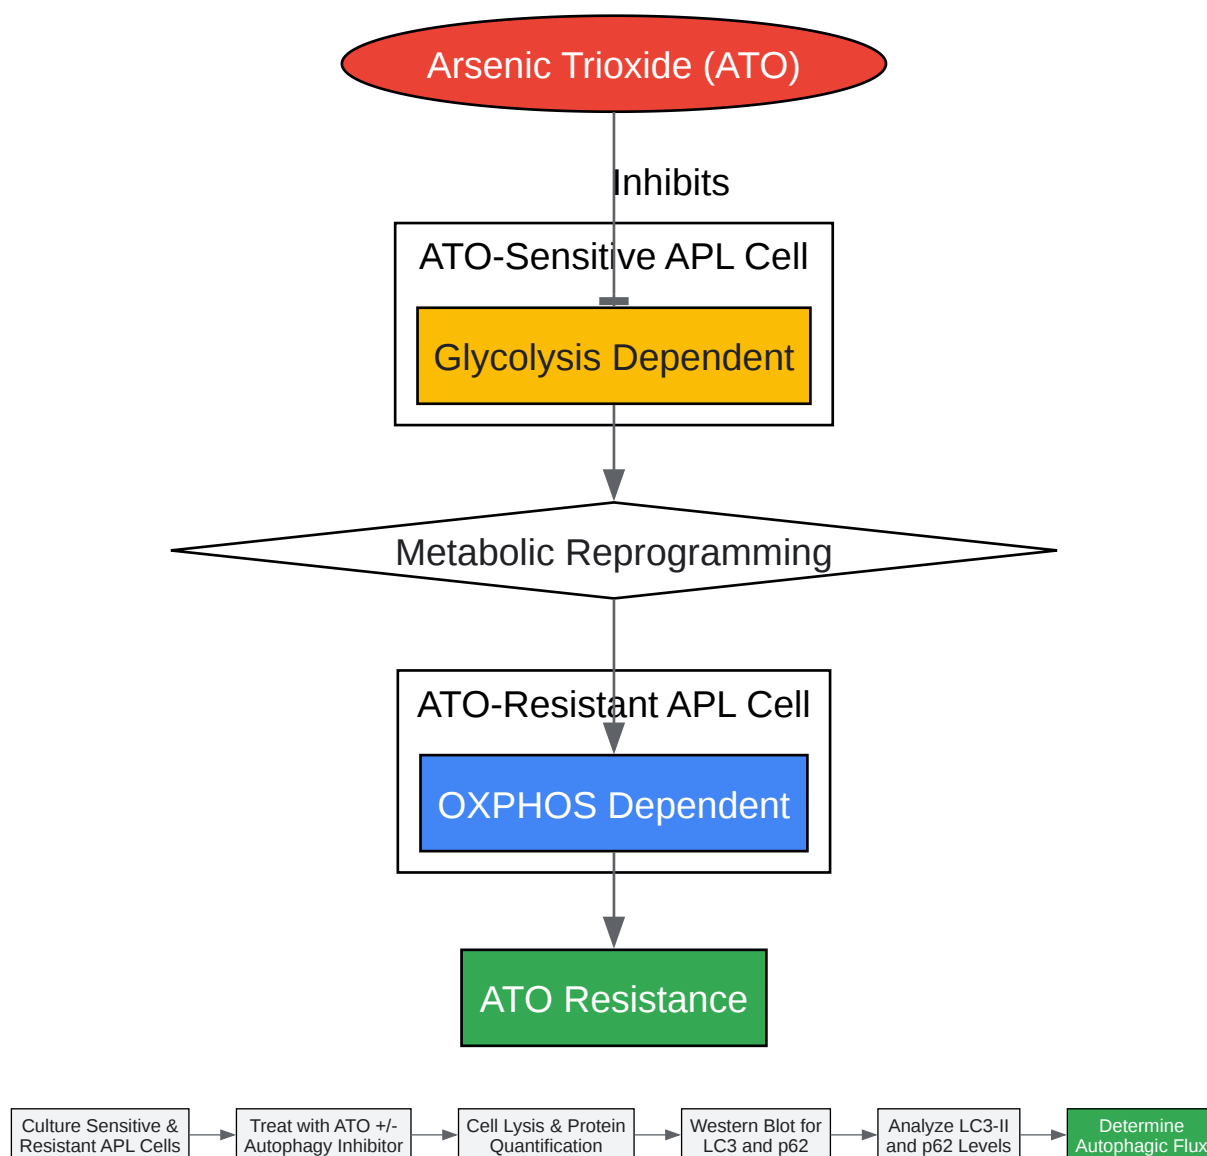 Arsenic Trioxide (ATO)
Inhibits
ATO-Sensitive APL Cell
Glycolysis Dependent
Metabolic Reprogramming
ATO-Resistant APL Cell
OXPHOS Dependent
ATO Resistance
Culture Sensitive &
Resistant APL Cells
Treat with ATO +/-
Autophagy Inhibitor
Cell Lysis & Protein
Quantification
Western Blot for
LC3 and p62
Analyze LC3-II
and p62 Levels
Determine
Autophagic Flux